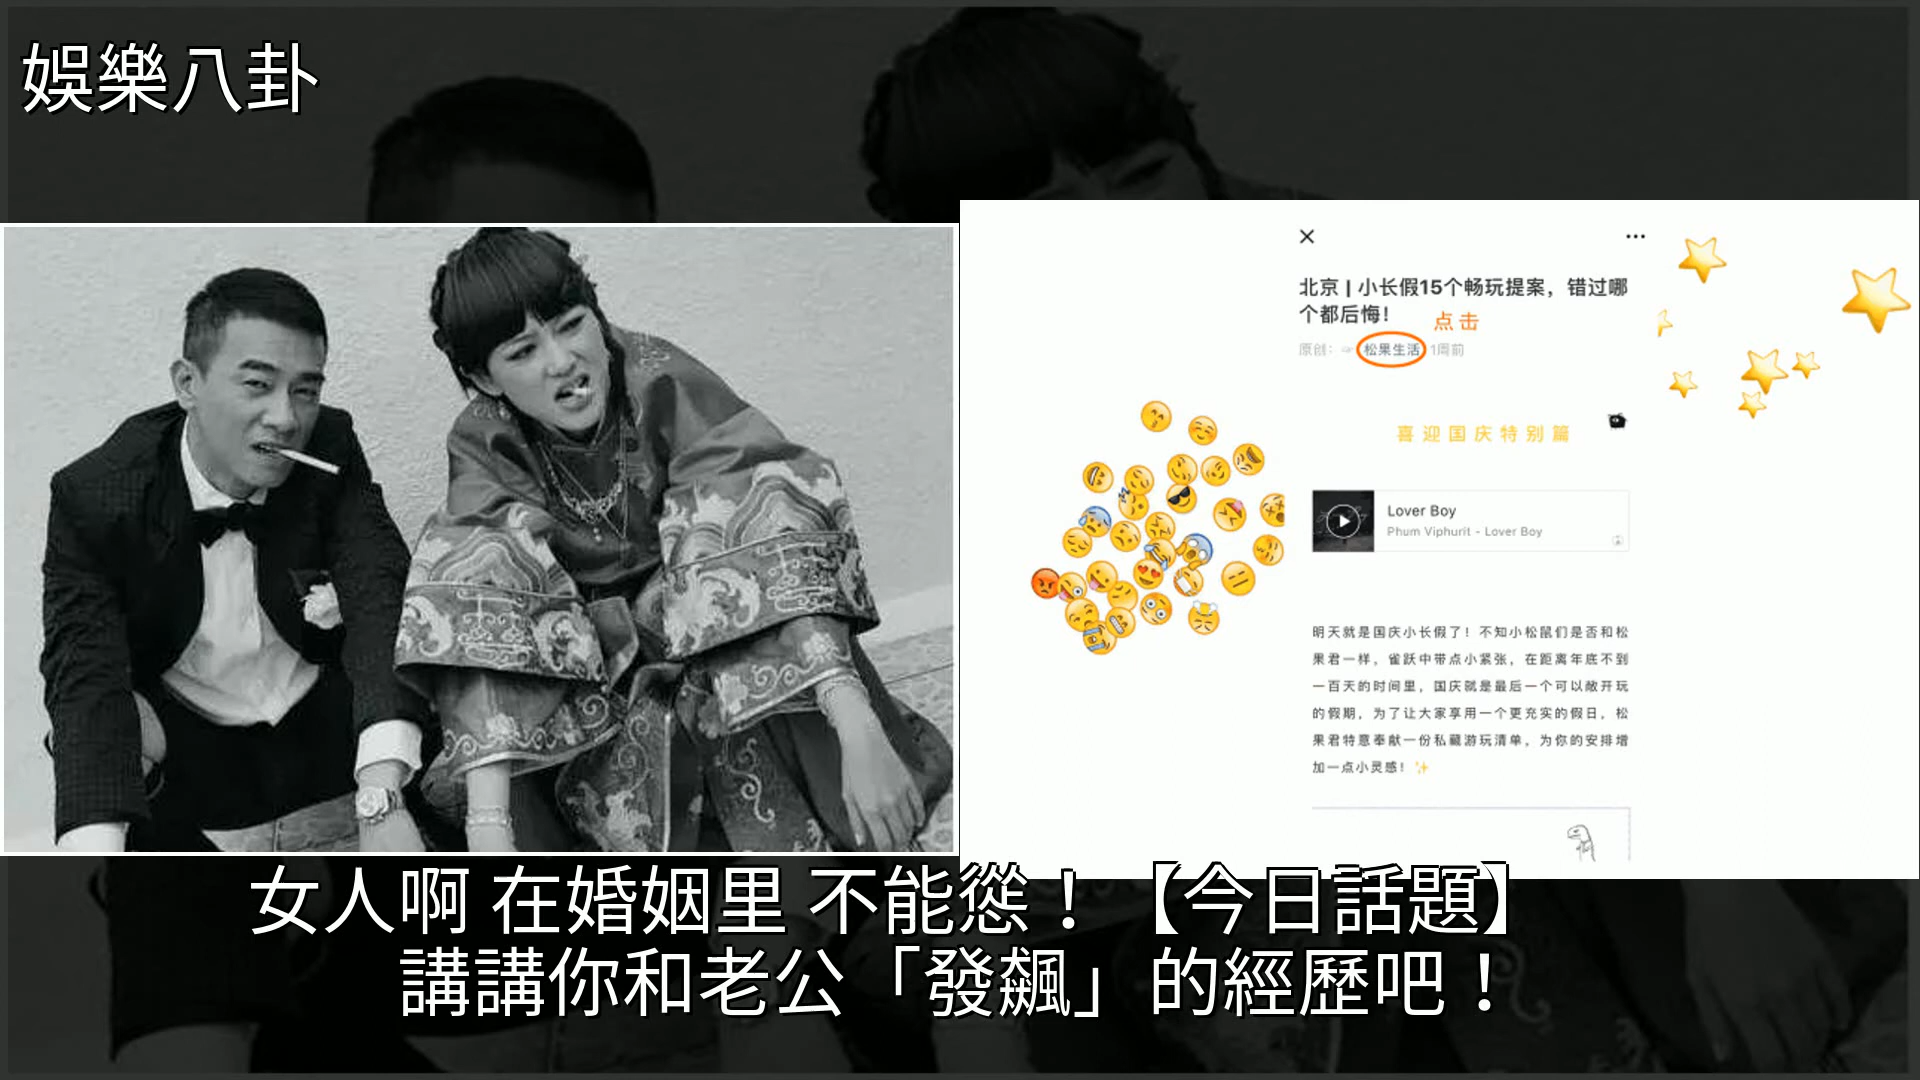 娛樂八卦
北京 | 小长假15个畅玩提案，错过哪
个都后悔！
点击
原创： 松果生活 1周前
喜迎国庆特别篇
Lover Boy
Phum Viphurit - Lover Boy
明天就是国庆小长假了！不知小松鼠们是否和松
果君一样，雀跃中带点小紧张，在距离年底不到
一百天的时间里，国庆就是最后一个可以敞开玩
的假期，为了让大家享用一个更充实的假日，松
果君特意奉献一份私藏游玩清单，为你的安排增
加一点小灵感！
女人啊 在婚姻里 不能慫！【今日話題】
講講你和老公「發飆」的經歷吧！